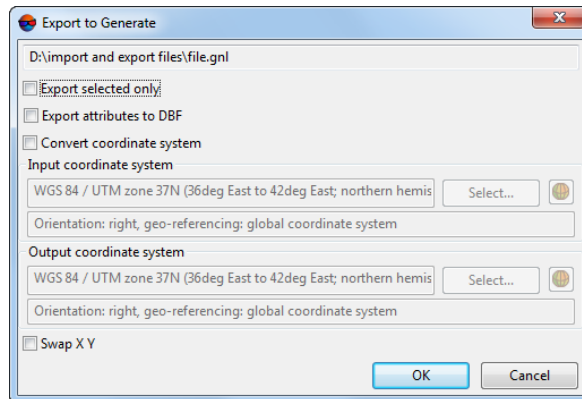 Export to Generate
D:\import and export files\file.gnl
Export selected only
Export attributes to DBF
Convert coordinate system
Input coordinate system
WGS 84 / UTM zone 37N (36deg East to 42deg East; northern hemis
Select...
Orientation: right, geo-referencing: global coordinate system
Output coordinate system
WGS 84 / UTM zone 37N (36deg East to 42deg East; northern hemis
Select...
Orientation: right, geo-referencing: global coordinate system
Swap X Y
OK
Cancel